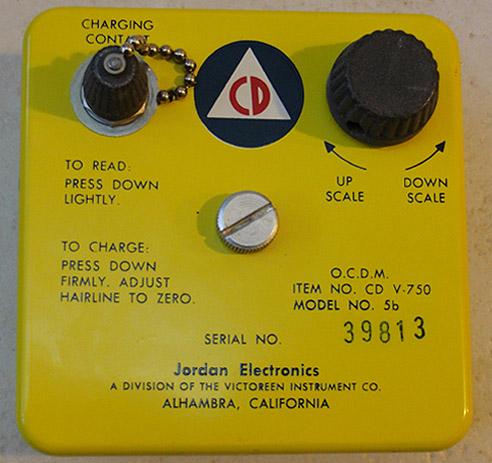 CHARGING
CONTACT
CD
TO READ:
PRESS DOWN
LIGHTLY.
UP
SCALE
DOWN
SCALE
TO CHARGE:
PRESS DOWN
FIRMLY. ADJUST
HAIRLINE TO ZERO.
O.C.D.M.
ITEM NO. CD V-750
MODEL NO. 5b
SERIAL NO. 39813
Jordan Electronics
A DIVISION OF THE VICTOREEN INSTRUMENT CO.
ALHAMBRA, CALIFORNIA